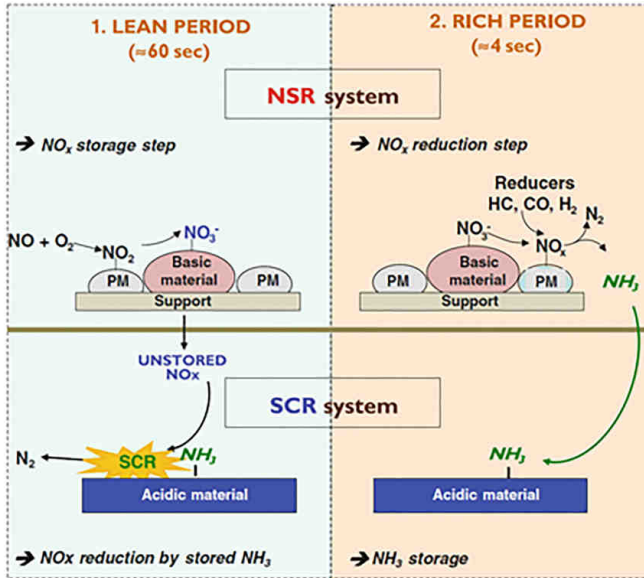 1. LEAN PERIOD
(≈60 sec)
2. RICH PERIOD
(≈4 sec)
NSR system
➔ NOx storage step
➔ NOx reduction step
Reducers
HC, CO, H2
N2
NO + O2
NO2
NO3-
NO3-
NOx
PM
Basic
material
PM
Support
PM
Basic
material
PM
Support
NH3
UNSTORED
NOx
SCR system
N2
SCR
NH3
Acidic material
NH3
Acidic material
➔ NOx reduction by stored NH3
➔ NH3 storage